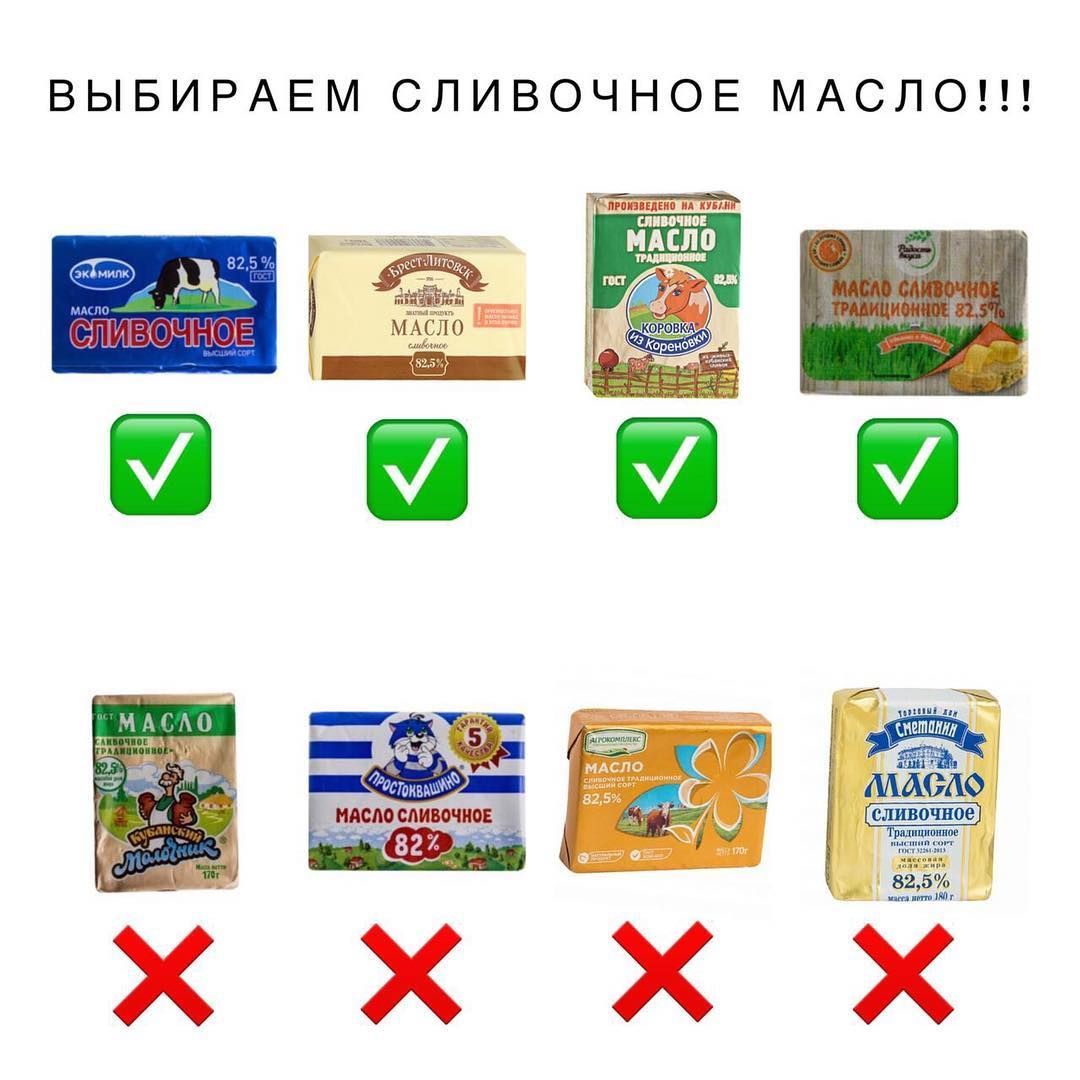 ВЫБИРАЕМ СЛИВОЧНОЕ МАСЛО!!!
ЭКОМИЛК
82,5%
ГОСТ
МАСЛО
СЛИВОЧНОЕ
ВЫСШИЙ СОРТ
БРЕСТ-ЛИТОВСК
ЗНАТНЫЙ ПРОДУКТЪ
МАСЛО
сливочное
82,5%
ПРОИЗВЕДЕНО НА КУБАНИ
СЛИВОЧНОЕ
МАСЛО
ТРАДИЦИОННОЕ
ГОСТ 82,5%
КОРОВКА
ИЗ КОРЕНОВКИ
Радость
вкуса
МАСЛО СЛИВОЧНОЕ
ТРАДИЦИОННОЕ 82,5%
ГОСТ МАСЛО
СЛИВОЧНОЕ
ТРАДИЦИОННОЕ
82,5%
КУБАНСКИЙ
Молочник
Масса нетто
170г
ГАРАНТИЯ
5
КАЧЕСТВА
ПРОСТОКВАШИНО
МАСЛО СЛИВОЧНОЕ
82%
АГРОКОМПЛЕКС
МАСЛО
СЛИВОЧНОЕ ТРАДИЦИОННОЕ
ВЫСШИЙ СОРТ
82,5%
170г
Торговый дом
Сметанин
МАСЛО
СЛИВОЧНОЕ
Традиционное
ВЫСШИЙ СОРТ
ГОСТ 32261-2013
массовая
доля жира
82,5%
масса нетто 180 г